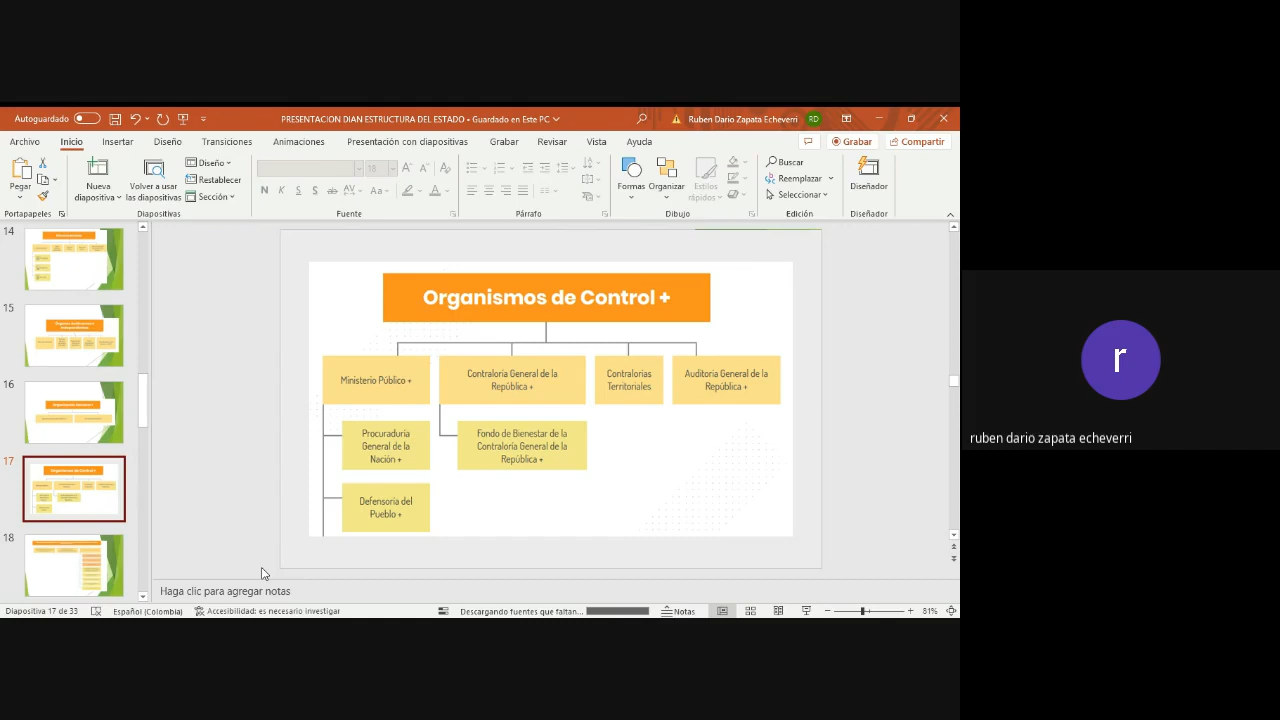 Autoguardado
PRESENTACION DIAN ESTRUCTURA DEL ESTADO • Guardado en Este PC
Ruben Dario Zapata Echeverri
RD
Archivo
Inicio
Insertar
Diseño
Transiciones
Animaciones
Presentación con diapositivas
Grabar
Revisar
Vista
Ayuda
Grabar
Compartir
Pegar
Nueva
diapositiva
Volver a usar
las diapositivas
Diseño
Restablecer
Sección
18
N K S S ab AV Aa A
Formas
Organizar
Estilos
rápidos
Buscar
Reemplazar
Seleccionar
Diseñador
Portapapeles
Diapositivas
Fuente
Párrafo
Dibujo
Edición
Diseñador
14
15
16
17
18
Organismos de Control +
Ministerio Público +
Contraloría General de la
República +
Contralorías
Territoriales
Auditoria General de la
República +
Procuraduría
General de la
Nación +
Fondo de Bienestar de la
Contraloría General de la
República +
Defensoría del
Pueblo +
Haga clic para agregar notas
Diapositiva 17 de 33
Español (Colombia)
Accesibilidad: es necesario investigar
Descargando fuentes que faltan...
Notas
81%
r
ruben dario zapata echeverri